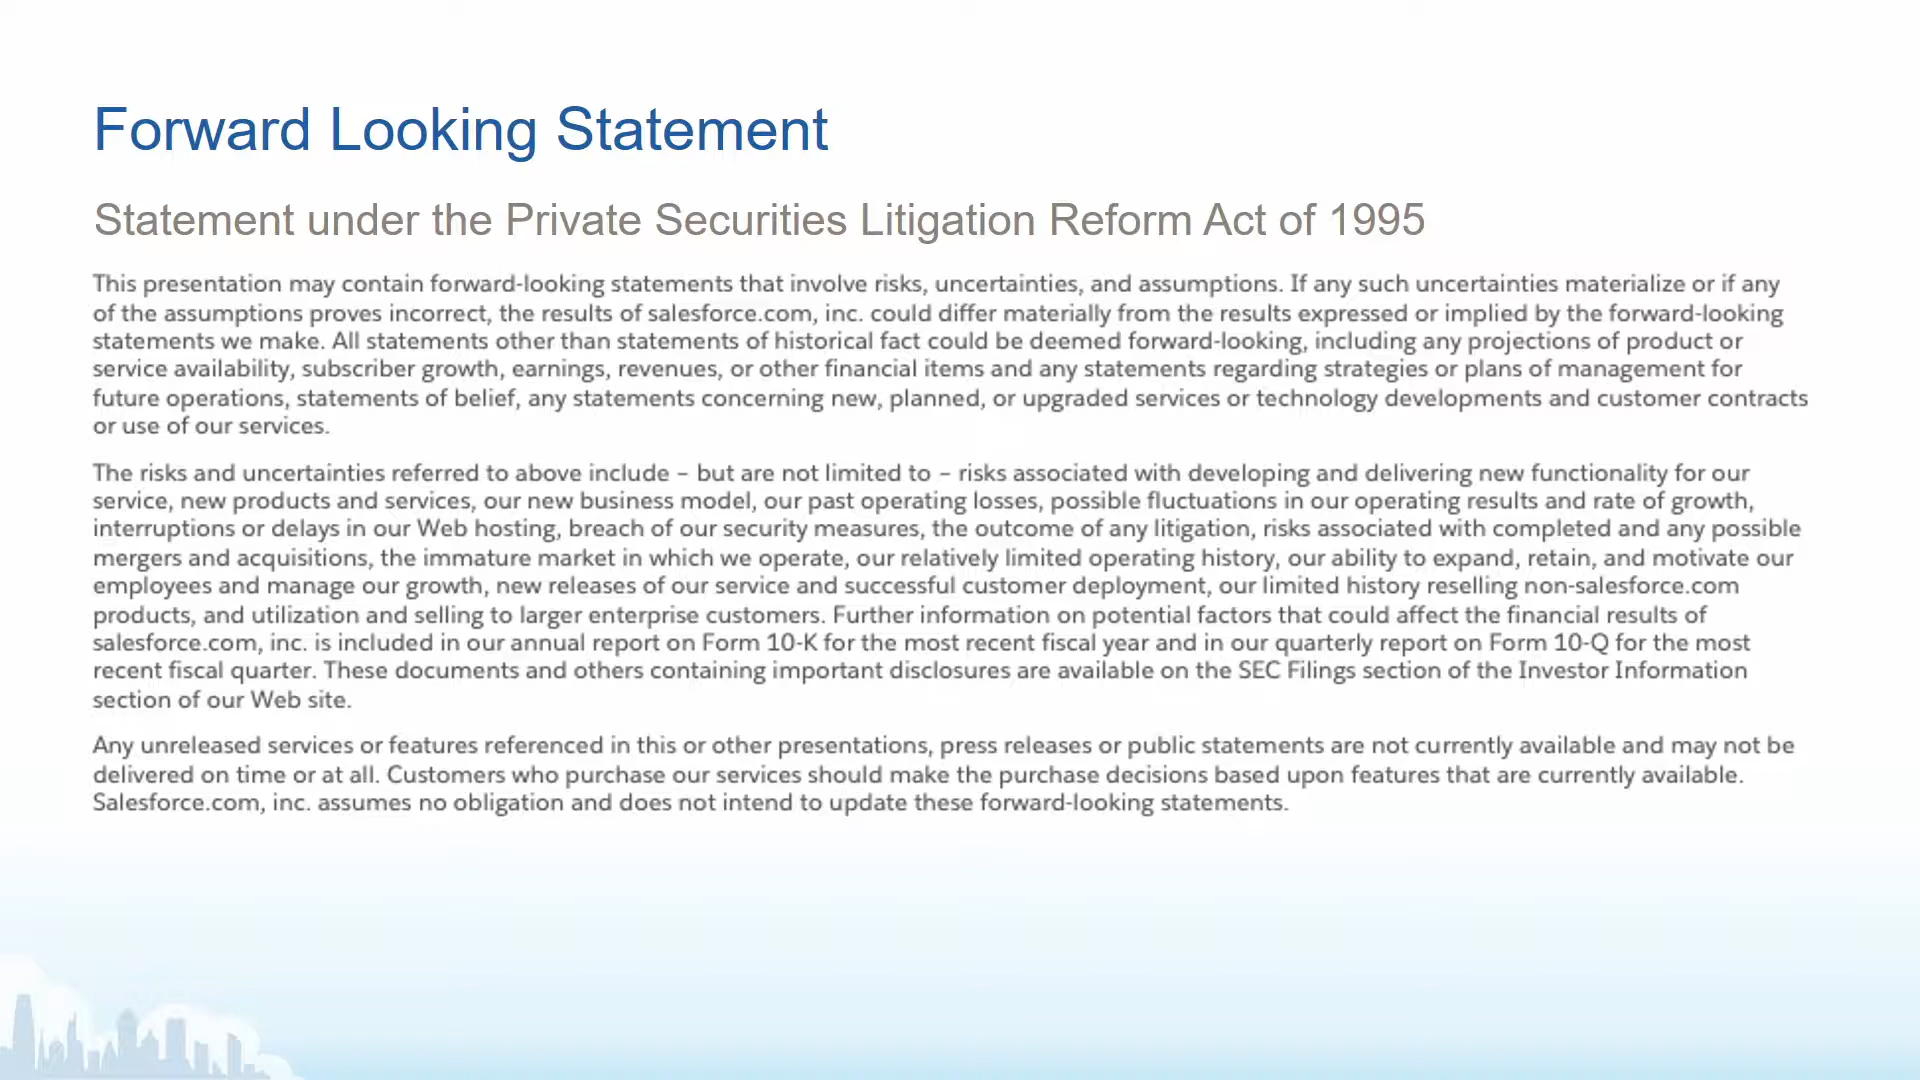 Forward Looking Statement
Statement under the Private Securities Litigation Reform Act of 1995
This presentation may contain forward-looking statements that involve risks, uncertainties, and assumptions. If any such uncertainties materialize or if any
of the assumptions proves incorrect, the results of salesforce.com, inc. could differ materially from the results expressed or implied by the forward-looking
statements we make. All statements other than statements of historical fact could be deemed forward-looking, including any projections of product or
service availability, subscriber growth, earnings, revenues, or other financial items and any statements regarding strategies or plans of management for
future operations, statements of belief, any statements concerning new, planned, or upgraded services or technology developments and customer contracts
or use of our services.
The risks and uncertainties referred to above include – but are not limited to – risks associated with developing and delivering new functionality for our
service, new products and services, our new business model, our past operating losses, possible fluctuations in our operating results and rate of growth,
interruptions or delays in our Web hosting, breach of our security measures, the outcome of any litigation, risks associated with completed and any possible
mergers and acquisitions, the immature market in which we operate, our relatively limited operating history, our ability to expand, retain, and motivate our
employees and manage our growth, new releases of our service and successful customer deployment, our limited history reselling non-salesforce.com
products, and utilization and selling to larger enterprise customers. Further information on potential factors that could affect the financial results of
salesforce.com, inc. is included in our annual report on Form 10-K for the most recent fiscal year and in our quarterly report on Form 10-Q for the most
recent fiscal quarter. These documents and others containing important disclosures are available on the SEC Filings section of the Investor Information
section of our Web site.
Any unreleased services or features referenced in this or other presentations, press releases or public statements are not currently available and may not be
delivered on time or at all. Customers who purchase our services should make the purchase decisions based upon features that are currently available.
Salesforce.com, inc. assumes no obligation and does not intend to update these forward-looking statements.